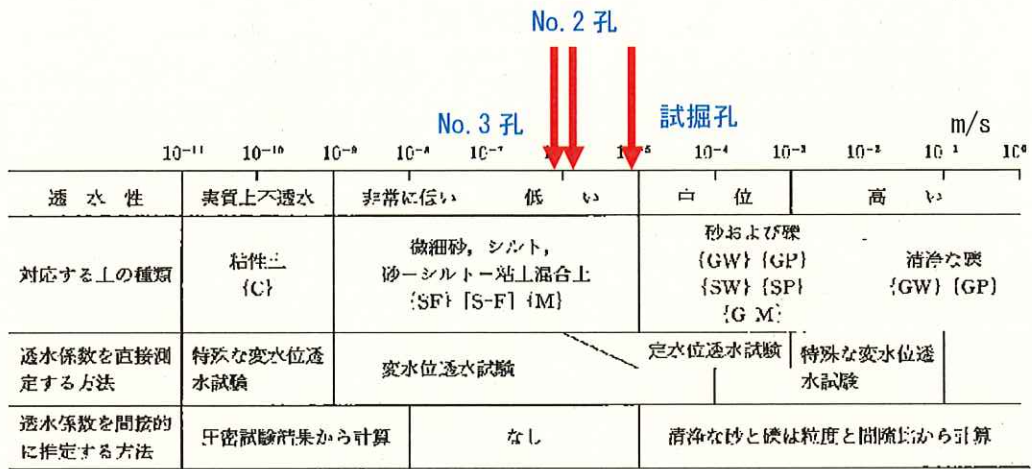 No. 2 孔
No. 3 孔
試掘孔
m/s
10⁻¹¹ 10⁻¹⁰ 10⁻⁹ 10⁻⁸ 10⁻⁷ 10⁻⁴ 10⁻³ 10⁻² 10⁰
透水性 実質上不透水 非常に低い 低い 中位 高い
対応する土の種類
粘性土
{C}
微細砂, シルト,
砂ーシルトー粘土混合土
{SF} [S-F] {M}
砂および礫
{GW} {GP}
{SW} {SP}
{G M}
清浄な礫
{GW} {GP}
透水係数を直接測
定する方法
特殊な変水位透
水試験
変水位透水試験
定水位透水試験
特殊な変水位透
水試験
透水係数を間接的
に推定する方法
圧密試験結果から計算
なし
清浄な砂と礫は粒度と間隙比から計算